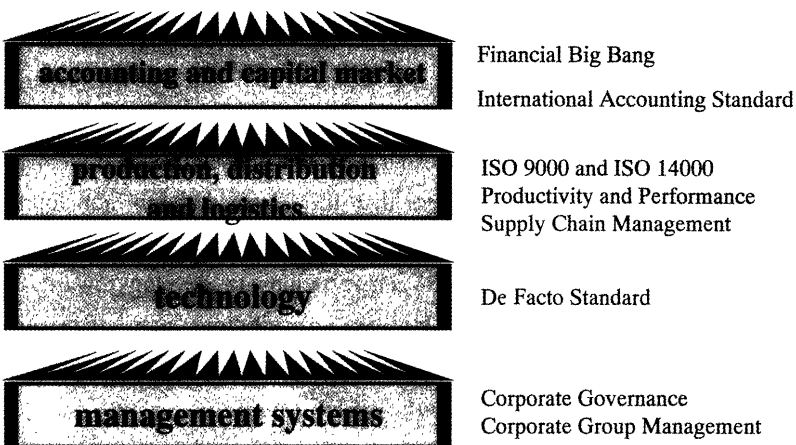 accounting and capital market
Financial Big Bang
International Accounting Standard
production, distribution
and logistics
ISO 9000 and ISO 14000
Productivity and Performance
Supply Chain Management
technology
De Facto Standard
management systems
Corporate Governance
Corporate Group Management